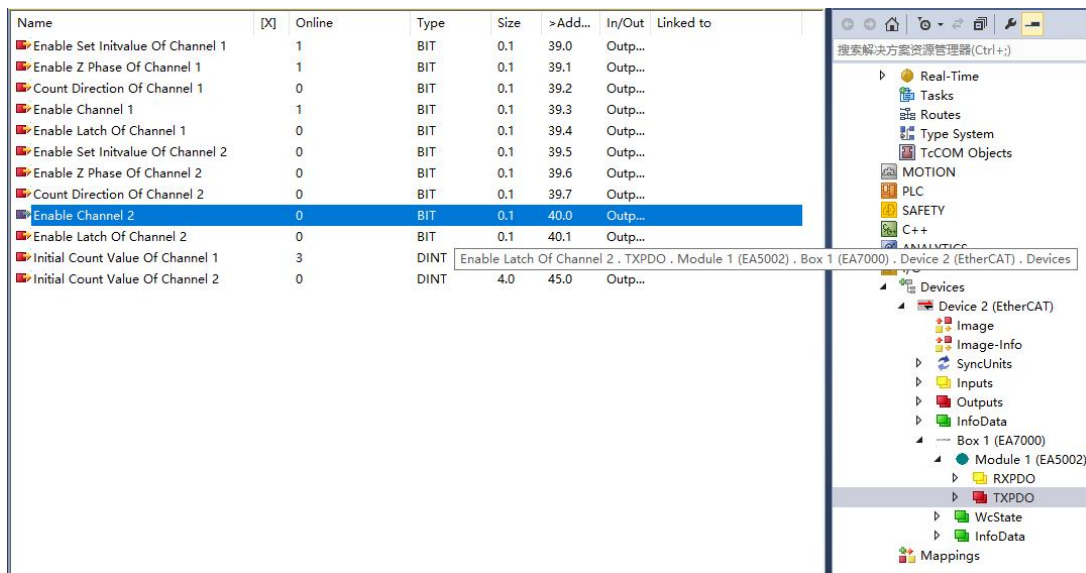 Name [X] Online Type Size >Add... In/Out Linked to
Enable Set Initvalue Of Channel 1 1 BIT 0.1 39.0 Outp...
Enable Z Phase Of Channel 1 1 BIT 0.1 39.1 Outp...
Count Direction Of Channel 1 0 BIT 0.1 39.2 Outp...
Enable Channel 1 1 BIT 0.1 39.3 Outp...
Enable Latch Of Channel 1 0 BIT 0.1 39.4 Outp...
Enable Set Initvalue Of Channel 2 0 BIT 0.1 39.5 Outp...
Enable Z Phase Of Channel 2 0 BIT 0.1 39.6 Outp...
Count Direction Of Channel 2 0 BIT 0.1 39.7 Outp...
Enable Channel 2 0 BIT 0.1 40.0 Outp...
Enable Latch Of Channel 2 0 BIT 0.1 40.1 Outp...
Initial Count Value Of Channel 1 3 DINT
Enable Latch Of Channel 2 . TXPDO . Module 1 (EA5002) . Box 1 (EA7000) . Device 2 (EtherCAT) . Devices
Initial Count Value Of Channel 2 0 DINT 4.0 45.0 Outp...
搜索解决方案资源管理器(Ctrl+;)
Real-Time
Tasks
Routes
Type System
TcCOM Objects
MOTION
PLC
SAFETY
C++
ANALYTICS
Devices
Device 2 (EtherCAT)
Image
Image-Info
SyncUnits
Inputs
Outputs
InfoData
Box 1 (EA7000)
Module 1 (EA5002)
RXPDO
TXPDO
WcState
InfoData
Mappings